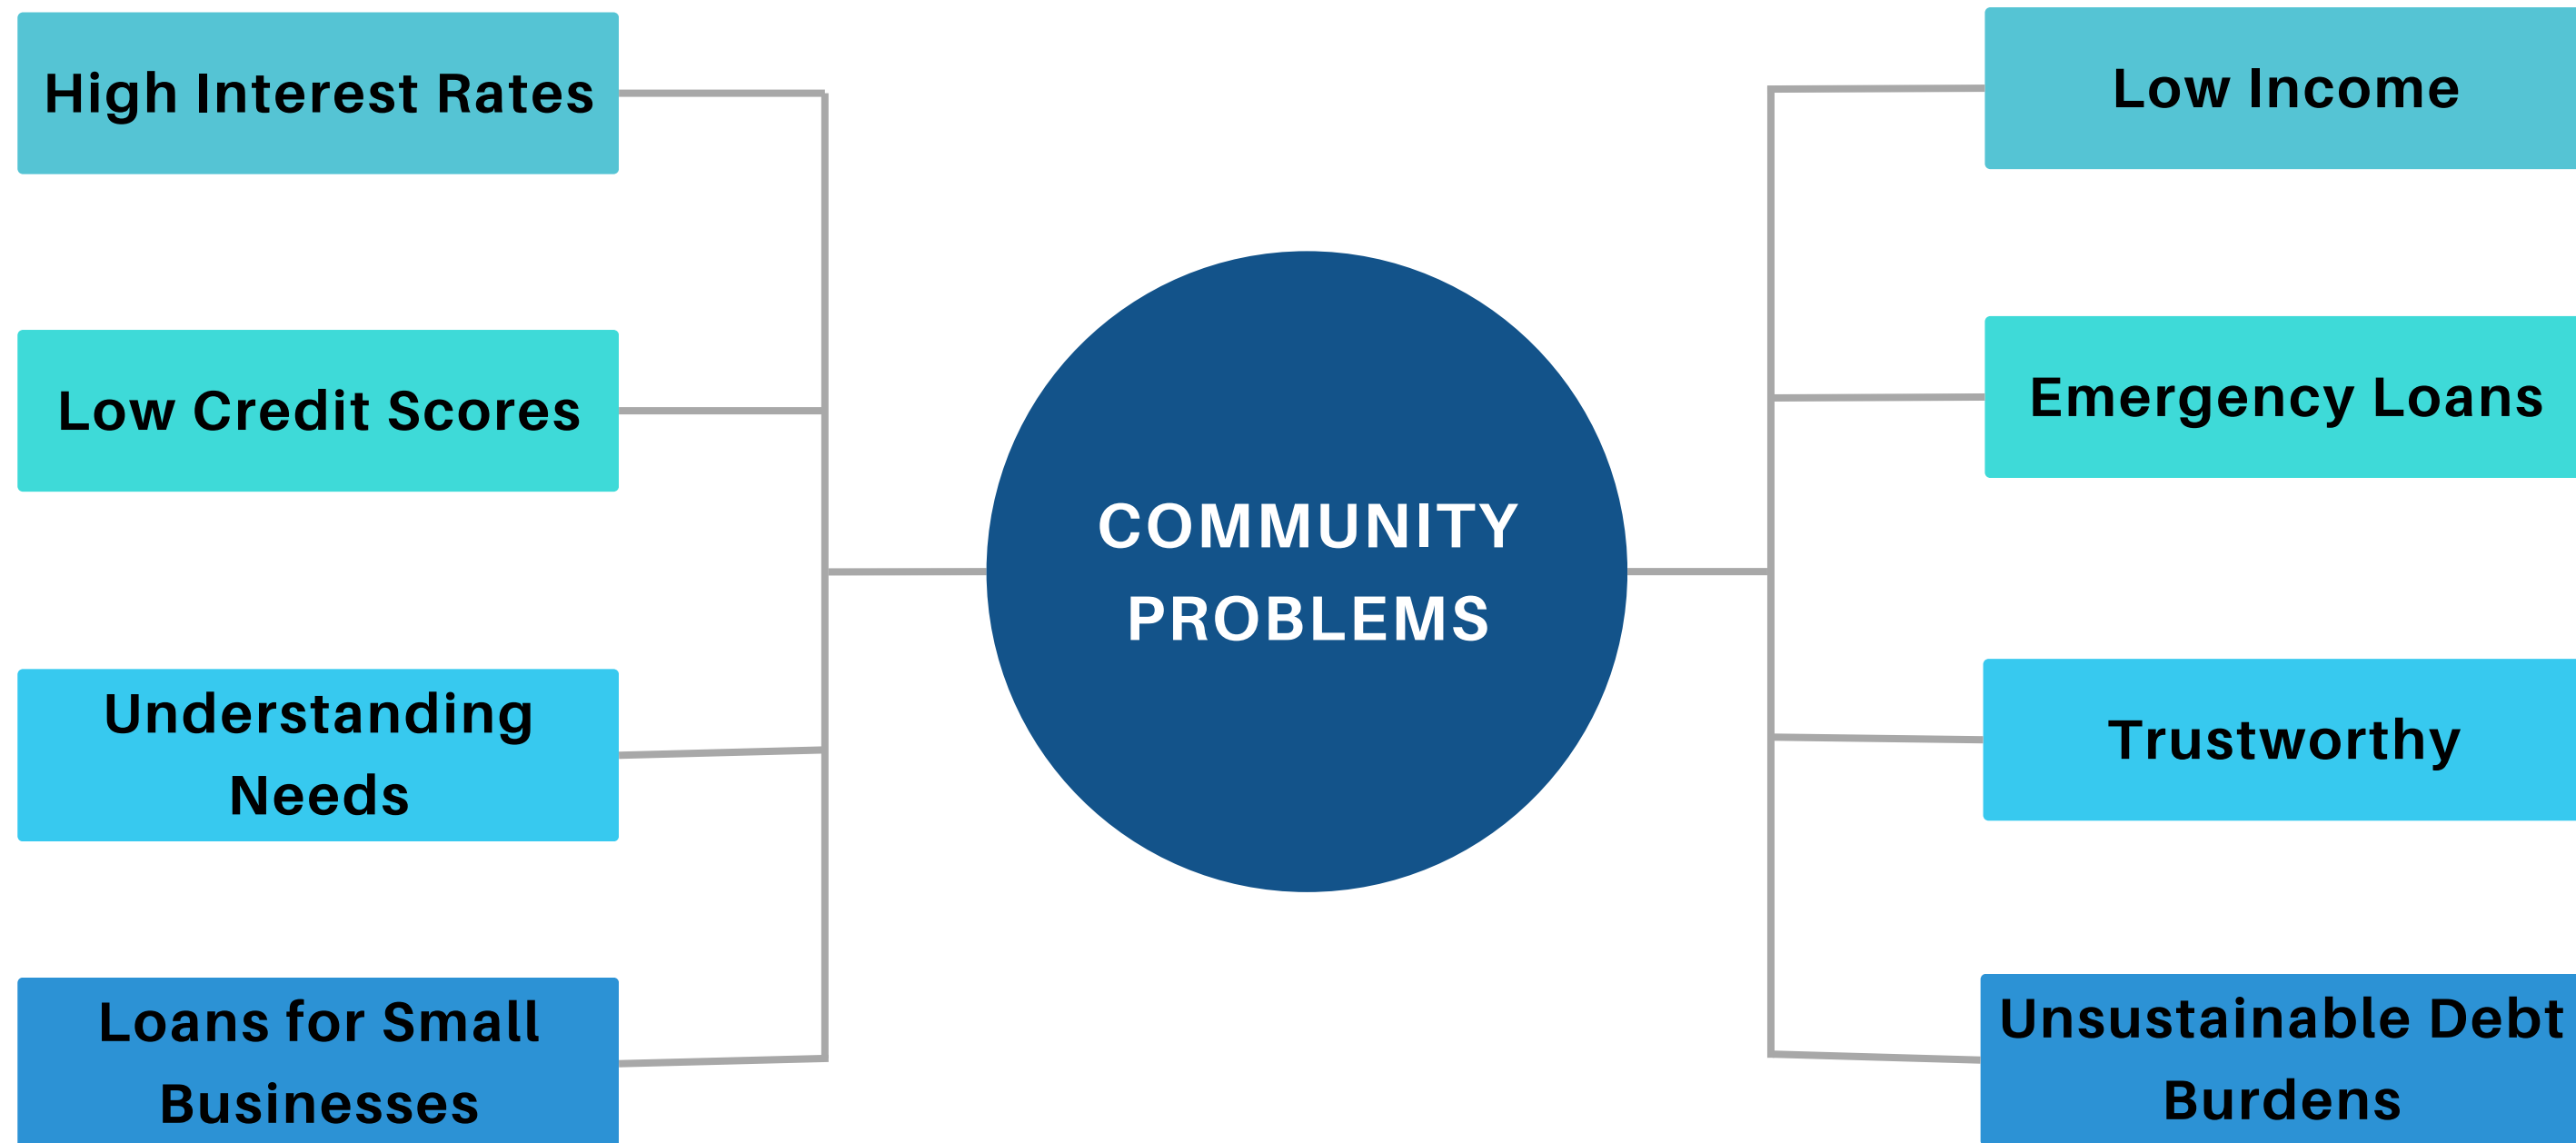 High Interest Rates
Low Credit Scores
Understanding
Needs
Loans for Small
Businesses
COMMUNITY
PROBLEMS
Low Income
Emergency Loans
Trustworthy
Unsustainable Debt
Burdens